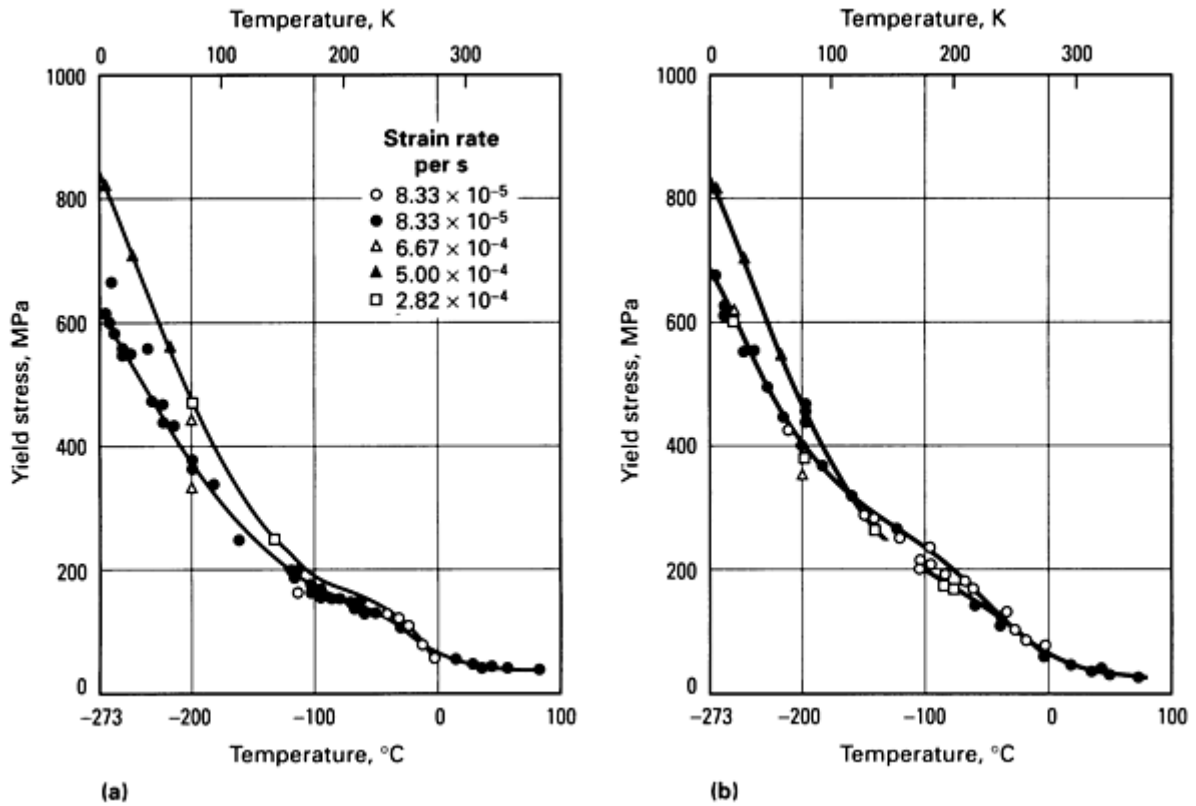 Temperature, K
0 100 200 300
1000
800
600
400
200
0
Yield stress, MPa
Strain rate
per s
8.33 × 10⁻⁵
8.33 × 10⁻⁵
6.67 × 10⁻⁴
5.00 × 10⁻⁴
2.82 × 10⁻⁴
−273 −200 −100 0 100
Temperature, °C
(a)
Temperature, K
0 100 200 300
1000
800
600
400
200
0
Yield stress, MPa
−273 −200 −100 0 100
Temperature, °C
(b)